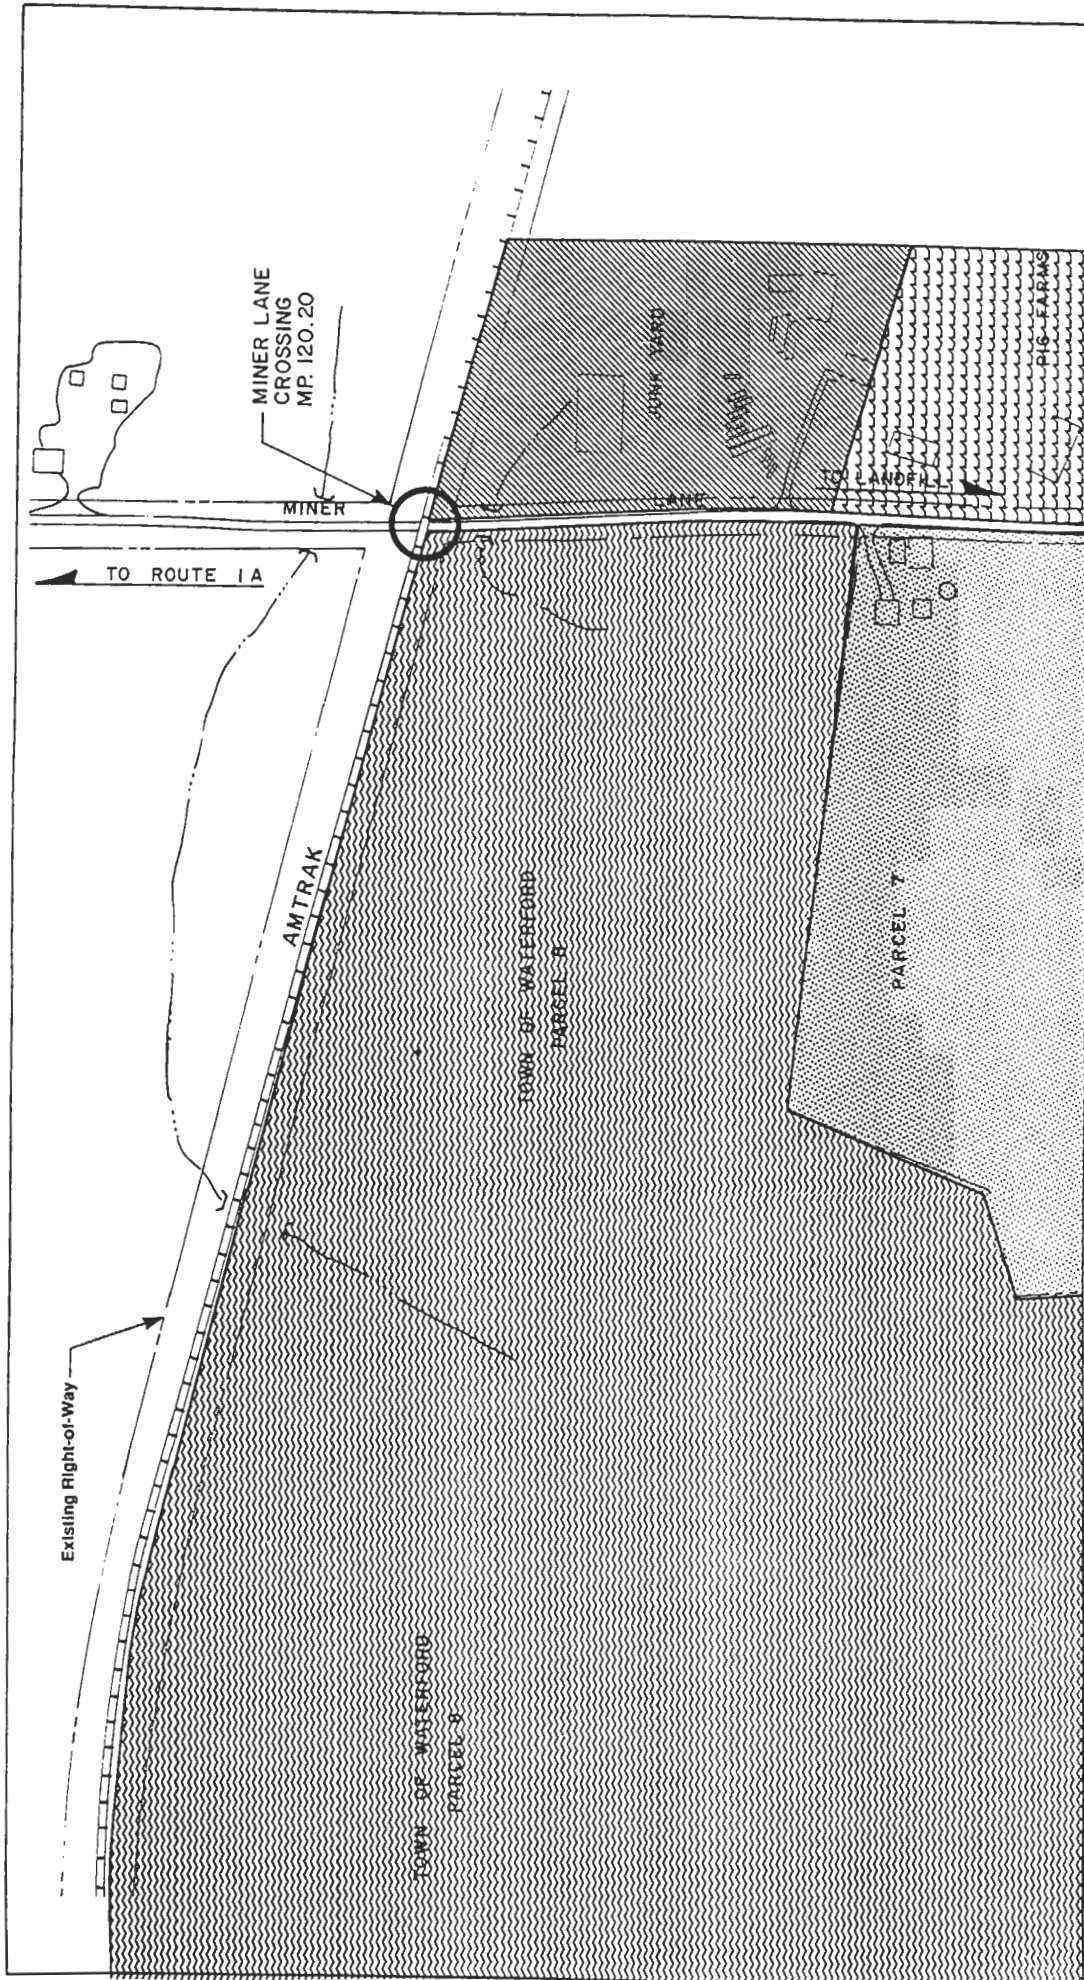 MINER LANE
CROSSING
MP. 120.20
MINER
TO ROUTE 1A
JUNK YARD
PIG FARMS
LANE
TO LANDFILL
AMTRAK
TOWN OF WATERFORD
PARCEL 8
PARCEL 7
Existing Right-of-Way
TOWN OF WATERFORD
PARCEL 8